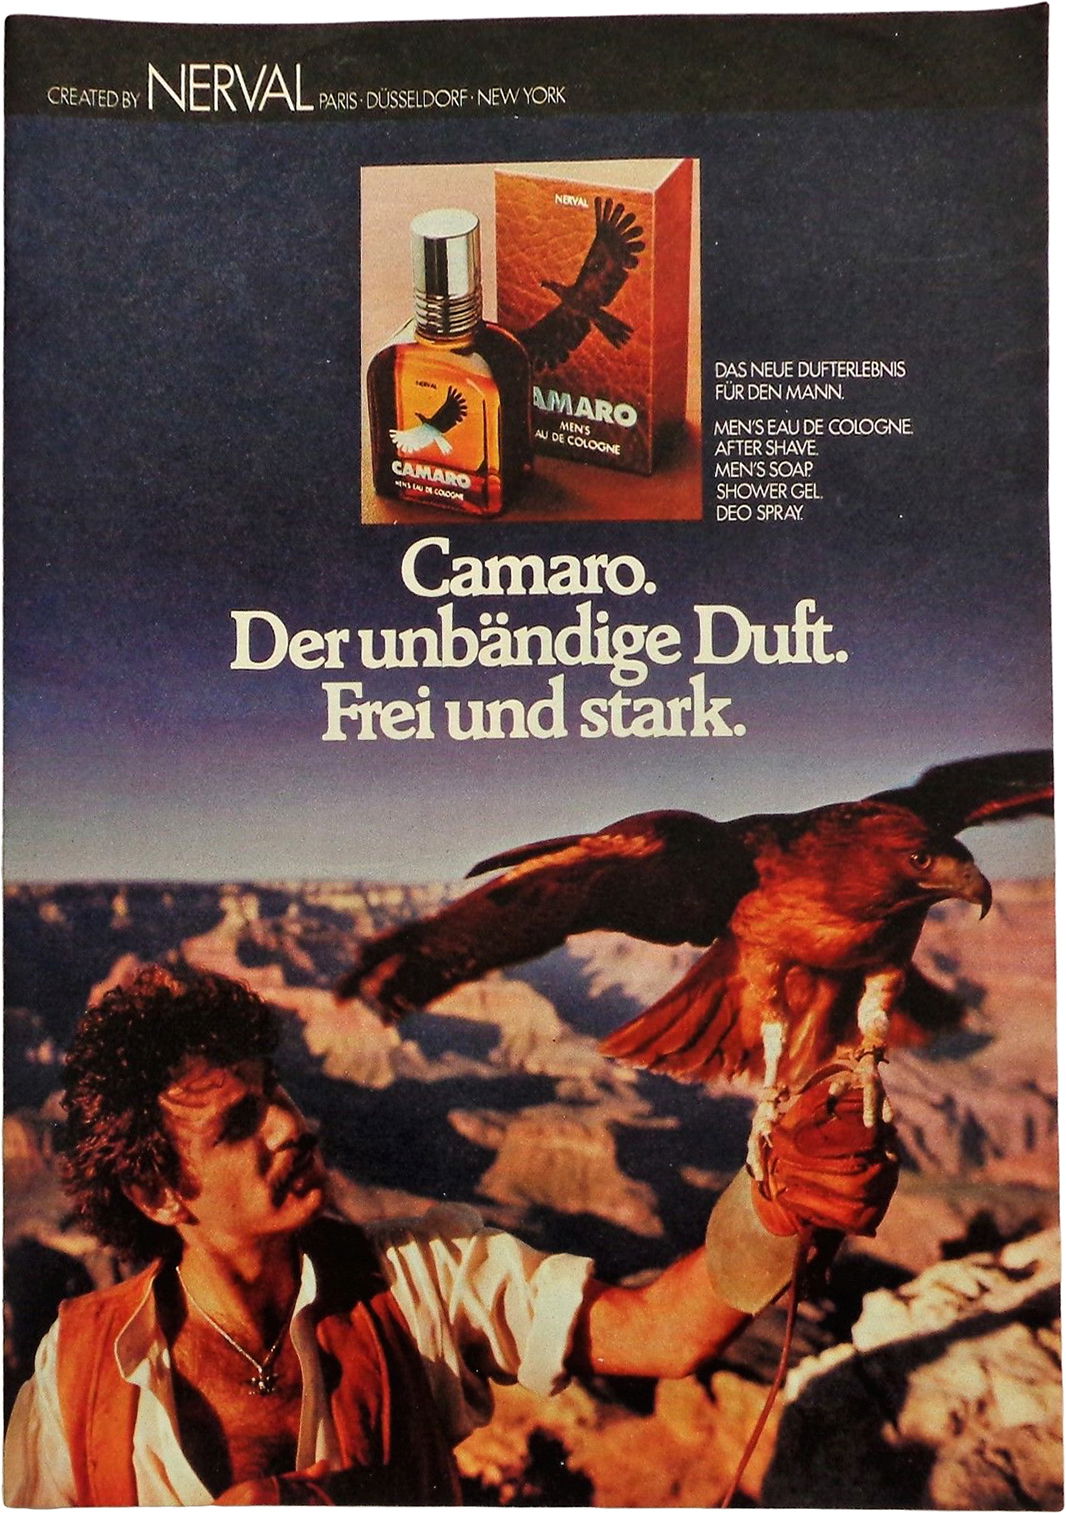 CREATED BY NERVAL PARIS · DÜSSELDORF · NEW YORK
NERVAL
AMARO
MEN'S
AU DE COLOGNE
NERVAL
CAMARO
MEN'S EAU DE COLOGNE
DAS NEUE DUFTERLEBNIS
FÜR DEN MANN.
MEN'S EAU DE COLOGNE.
AFTER SHAVE.
MEN'S SOAP.
SHOWER GEL.
DEO SPRAY.
Camaro.
Der unbändige Duft.
Frei und stark.